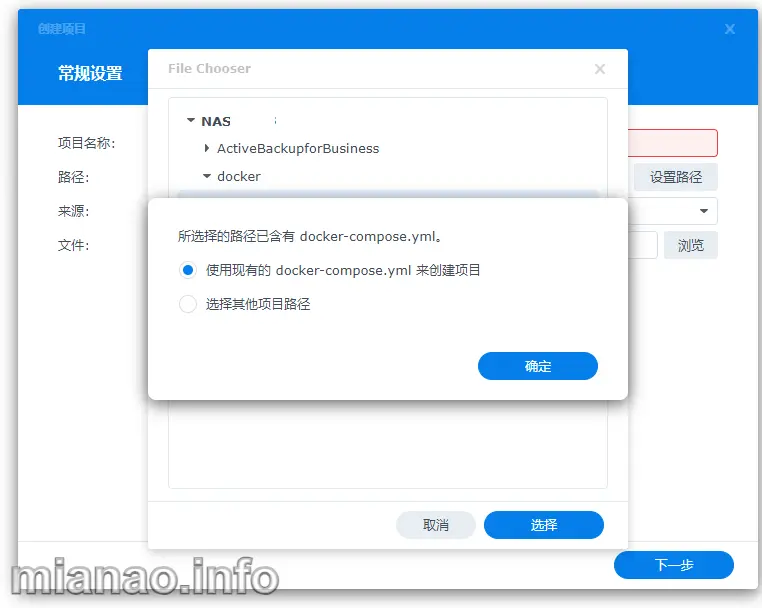 创建项目
常规设置
File Chooser
NAS
项目名称:
ActiveBackupforBusiness
路径:
docker
设置路径
来源:
所选择的路径已含有 docker-compose.yml。
文件:
浏览
使用现有的 docker-compose.yml 来创建项目
选择其他项目路径
确定
取消
选择
下一步
mianao.info